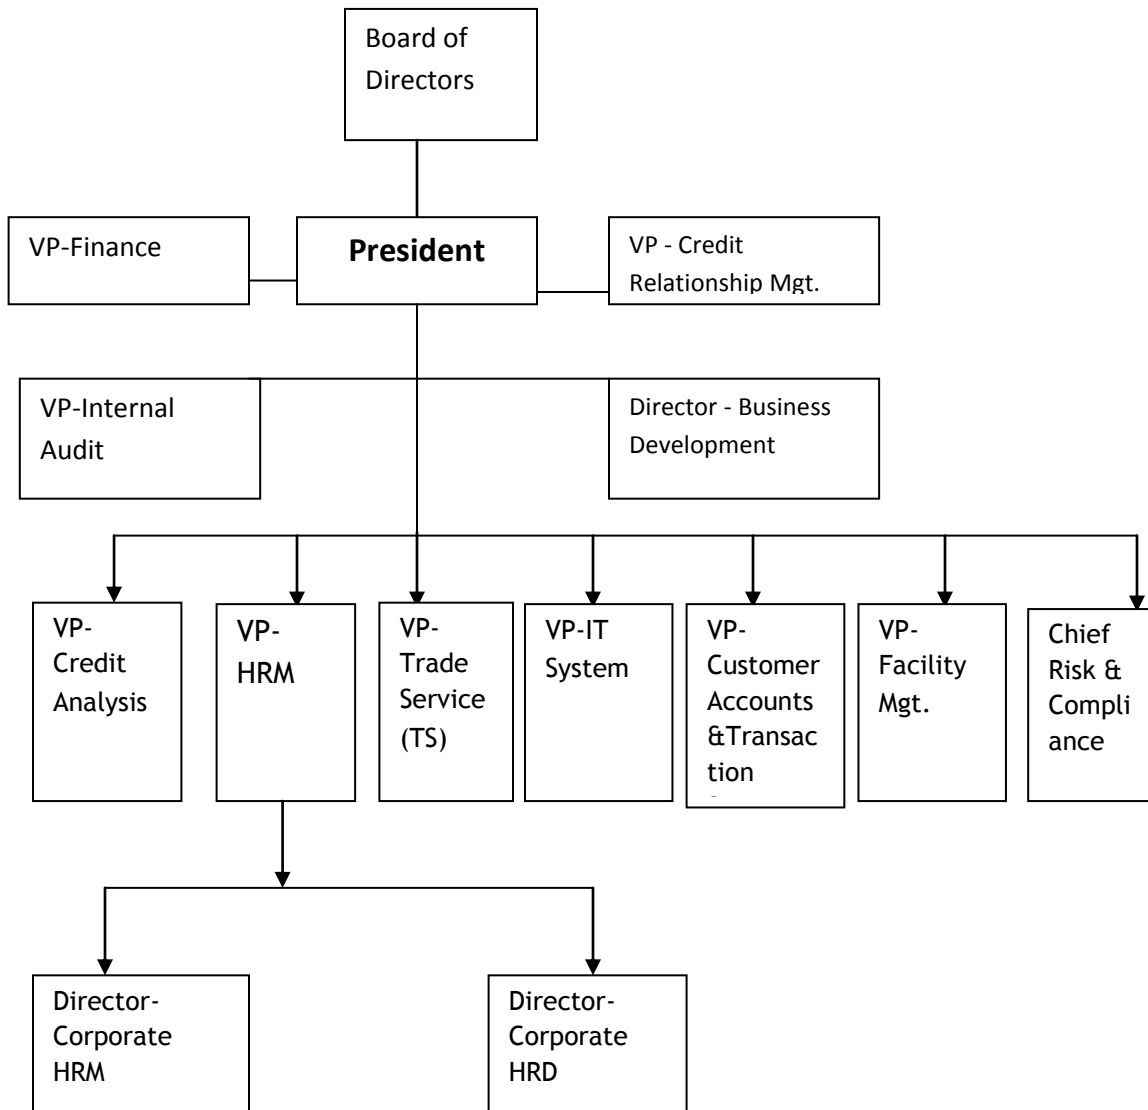 Board of
Directors
VP-Finance
President
VP - Credit
Relationship Mgt.
VP-Internal
Audit
Director - Business
Development
VP-
Credit
Analysis
VP-
HRM
VP-
Trade
Service
(TS)
VP-IT
System
VP-
Customer
Accounts
&Transac
tion
VP-
Facility
Mgt.
Chief
Risk &
Compli
ance
Director-
Corporate
HRM
Director-
Corporate
HRD